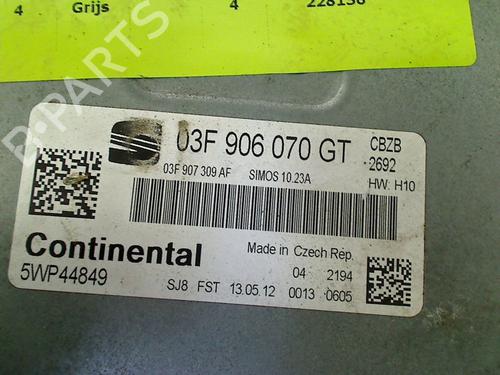 4 Grijs 4 228138
03F 906 070 GT CBZB
2692
03F 907 309 AF SIMOS 10.23A HW: H10
Continental
Made in Czech Rep.
5WP44849
04 2194
SJ8 FST 13.05.12 0013 0605
B-PARTS